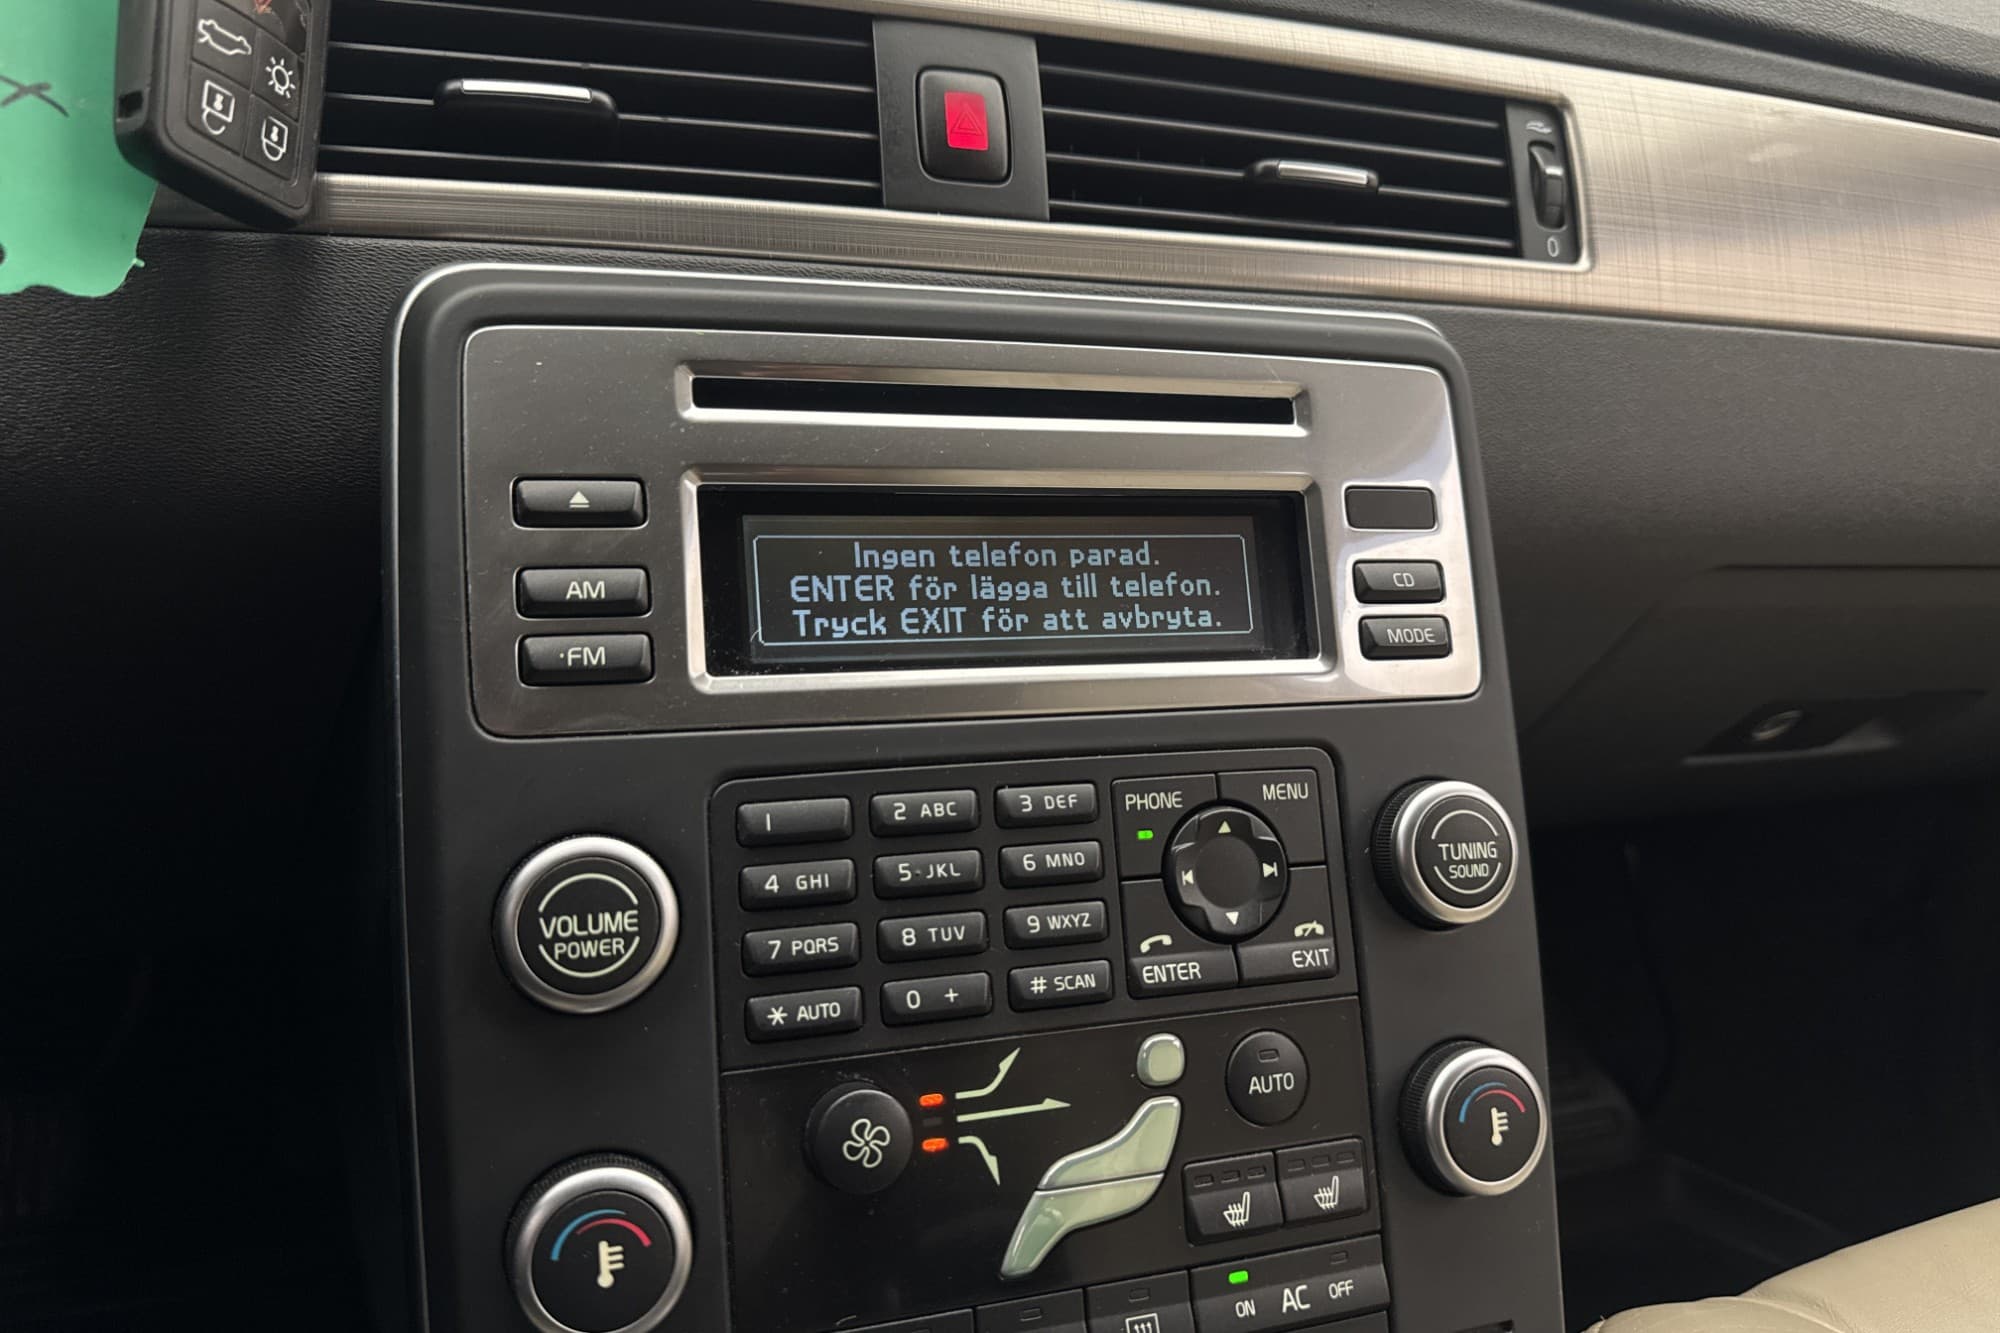 0
AM
CD
Ingen telefon parad.
ENTER för lägga till telefon.
Tryck EXIT för att avbryta.
·FM
MODE
1
2 ABC
3 DEF
PHONE
MENU
4 GHI
5 JKL
6 MNO
TUNING
SOUND
VOLUME
POWER
7 PQRS
8 TUV
9 WXYZ
ENTER
EXIT
* AUTO
0 +
# SCAN
AUTO
ON AC OFF